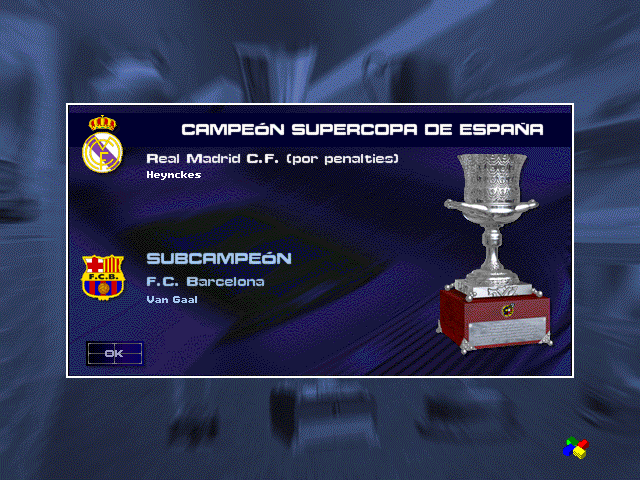 CAMPEÓN SUPERCOPA DE ESPAÑA
Real Madrid C.F. (por penalties)
Heynckes
SUBCAMPEÓN
F.C.B.
F.C. Barcelona
Van Gaal
OK